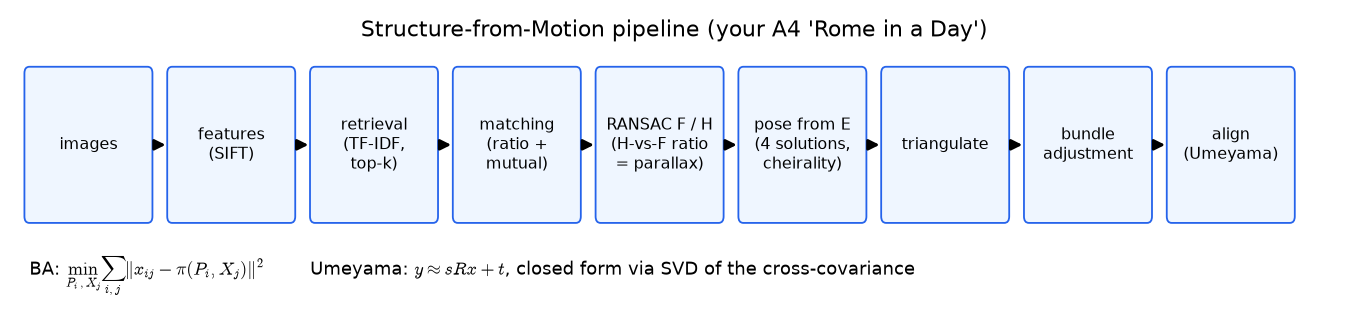 Structure-from-Motion pipeline (your A4 'Rome in a Day')
images
features
(SIFT)
retrieval
(TF-IDF,
top-k)
matching
(ratio +
mutual)
RANSAC F / H
(H-vs-F ratio
= parallax)
pose from E
(4 solutions,
cheirality)
triangulate
bundle
adjustment
align
(Umeyama)
BA: min_{P_i, X_j} ∑_{i,j} ‖x_{ij} − π(P_i, X_j)‖²
Umeyama: y ≈ sRx + t, closed form via SVD of the cross-covariance